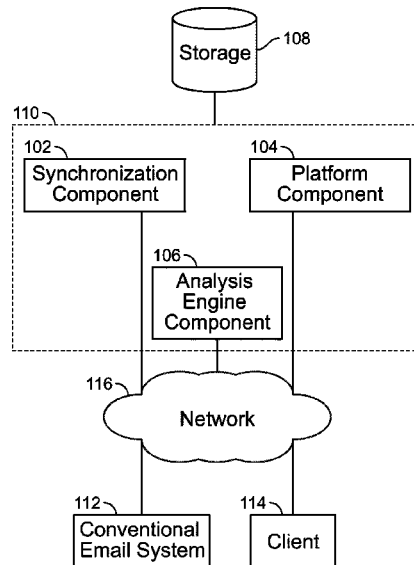 108
Storage
110
102
Synchronization
Component
104
Platform
Component
106
Analysis
Engine
Component
116
Network
112
Conventional
Email System
114
Client